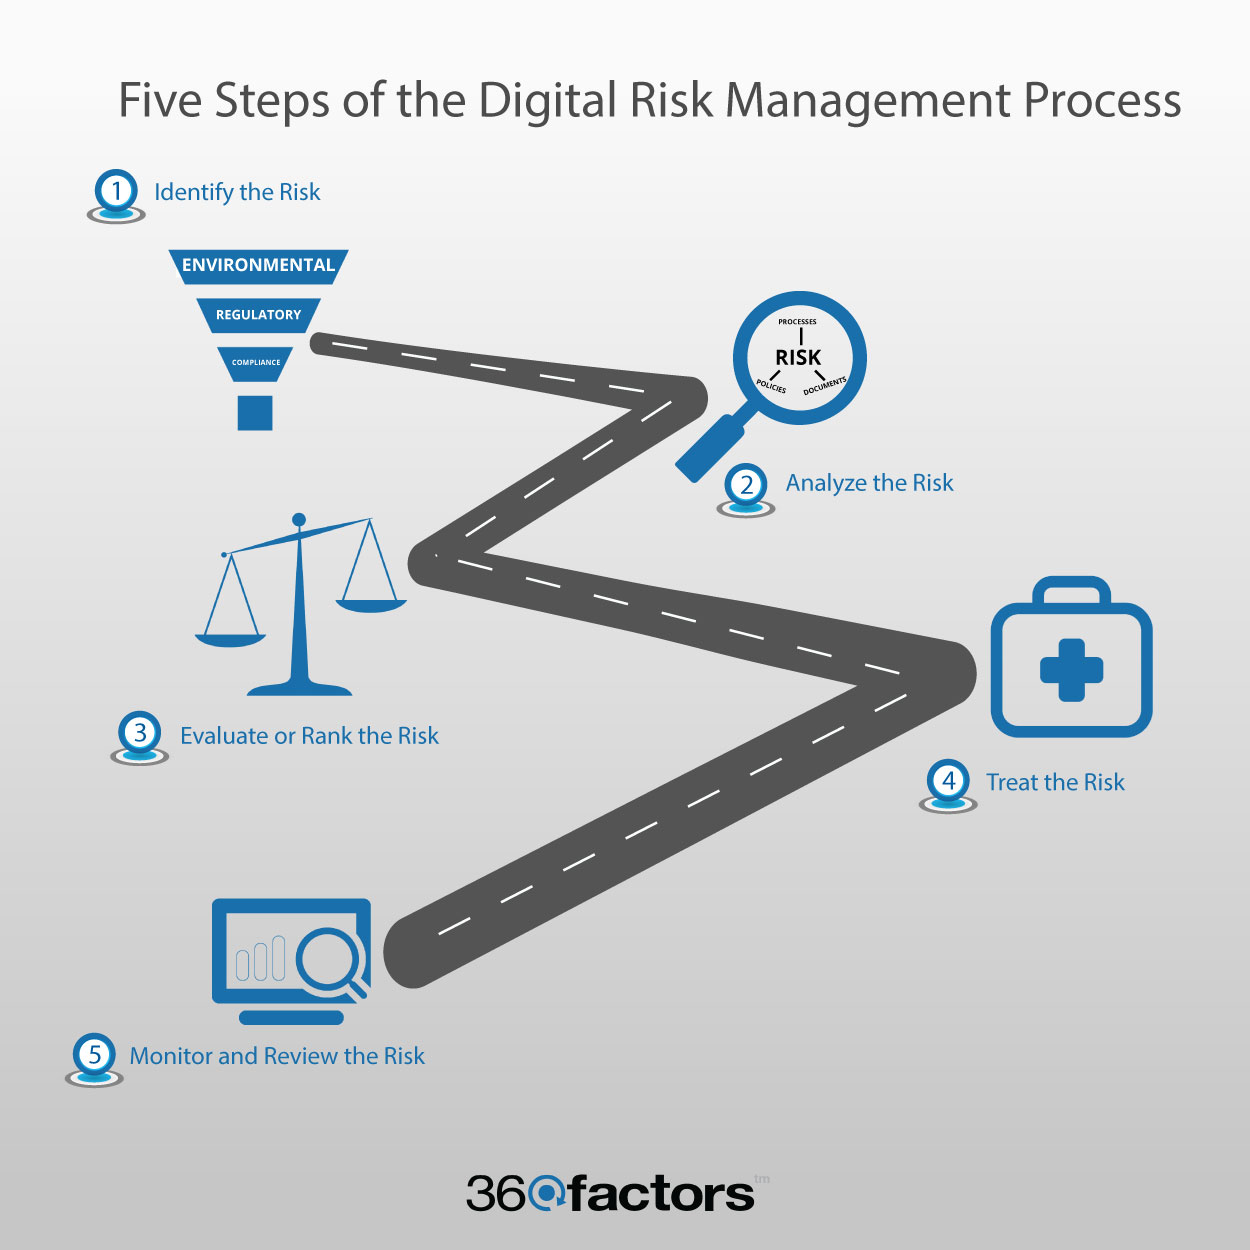 Five Steps of the Digital Risk Management Process
1 Identify the Risk
ENVIRONMENTAL
REGULATORY
COMPLIANCE
PROCESSES
RISK
POLICIES
DOCUMENTS
2 Analyze the Risk
3 Evaluate or Rank the Risk
4 Treat the Risk
5 Monitor and Review the Risk
360factors™